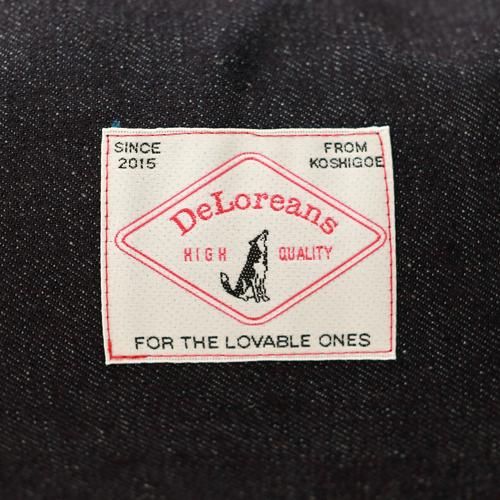 SINCE
2015
FROM
KOSHIGOE
DeLoreans
HIGH QUALITY
FOR THE LOVABLE ONES